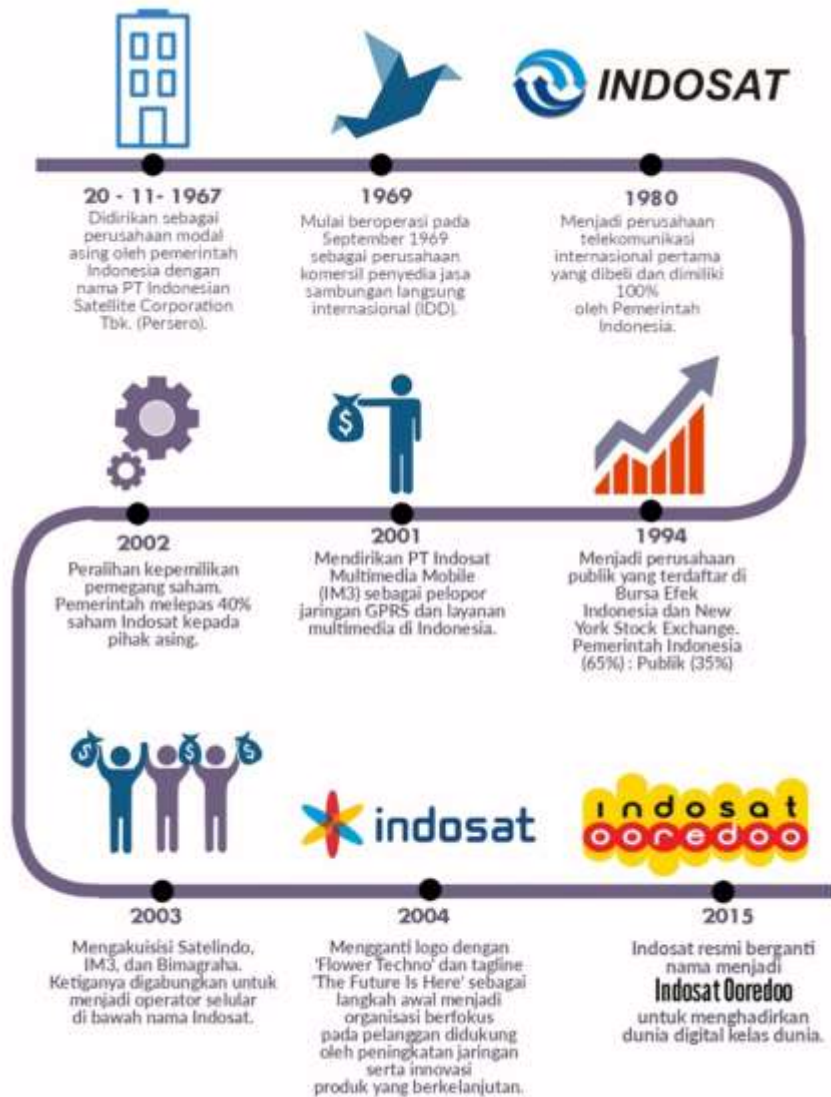 INDOSAT
20 - 11- 1967
Didirikan sebagai
perusahaan modal
asing oleh pemerintah
Indonesia dengan
nama PT Indonesian
Satellite Corporation
Tbk. (Persero).
1969
Mulai beroperasi pada
September 1969
sebagai perusahaan
komersil penyedia jasa
sambungan langsung
internasional (IDD).
1980
Menjadi perusahaan
telekomunikasi
internasional pertama
yang dibeli dan dimiliki
100%
oleh Pemerintah
Indonesia.
$
1994
Menjadi perusahaan
publik yang terdaftar di
Bursa Efek
Indonesia dan New
York Stock Exchange.
Pemerintah Indonesia
(65%) : Publik (35%)
2001
Mendirikan PT Indosat
Multimedia Mobile
(IM3) sebagai pelopor
jaringan GPRS dan layanan
multimedia di Indonesia.
2002
Peralihan kepemilikan
pemegang saham.
Pemerintah melepas 40%
saham Indosat kepada
pihak asing.
$ $ $
2003
Mengakuisisi Satelindo,
IM3, dan Bimagraha.
Ketiganya digabungkan untuk
menjadi operator selular
di bawah nama Indosat.
indosat
2004
Mengganti logo dengan
'Flower Techno' dan tagline
'The Future Is Here' sebagai
langkah awal menjadi
organisasi berfokus
pada pelanggan didukung
oleh peningkatan jaringan
serta innovasi
produk yang berkelanjutan.
indosat
ooredoo
2015
Indosat resmi berganti
nama menjadi
Indosat Ooredoo
untuk menghadirkan
dunia digital kelas dunia.